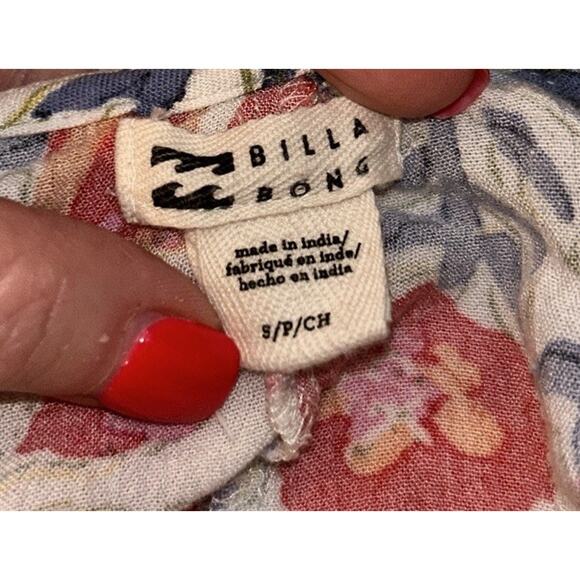 BILLA
BONG
made in india/
fabriqué en inde/
hecho en india
S/P/CH